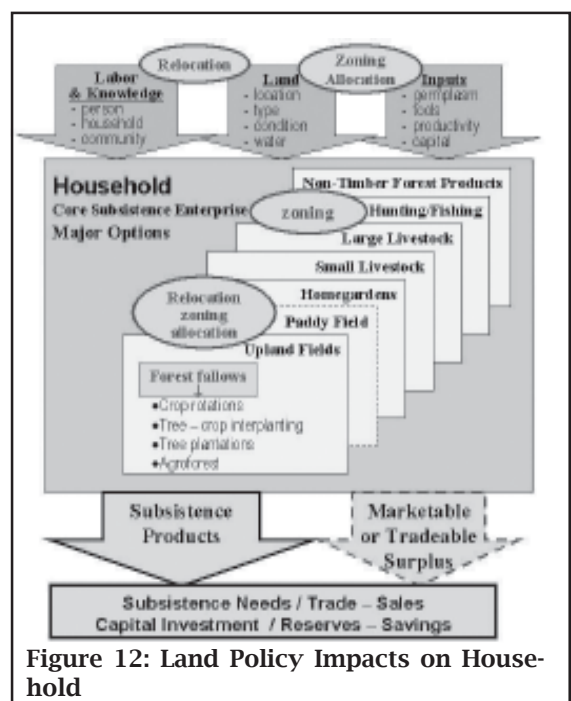 Relocation
Zoning
Allocation
Labor
& Knowledge
- person
- household
- community
Land
- location
- type
- condition
- water
Inputs
- germplasm
- tools
- productivity
- capital
Household
Core Subsistence Enterprise
Major Options
Non-Timber Forest Products
zoning
Hunting/Fishing
Large Livestock
Small Livestock
Homegardens
Relocation
zoning
allocation
Paddy Field
Upland Fields
Forest fallows
●Crop rotations
●Tree – crop interplanting
●Tree plantations
●Agroforest
Subsistence
Products
Marketable
or Tradeable
Surplus
Subsistence Needs / Trade – Sales
Capital Investment / Reserves – Savings
Figure 12: Land Policy Impacts on House-
hold